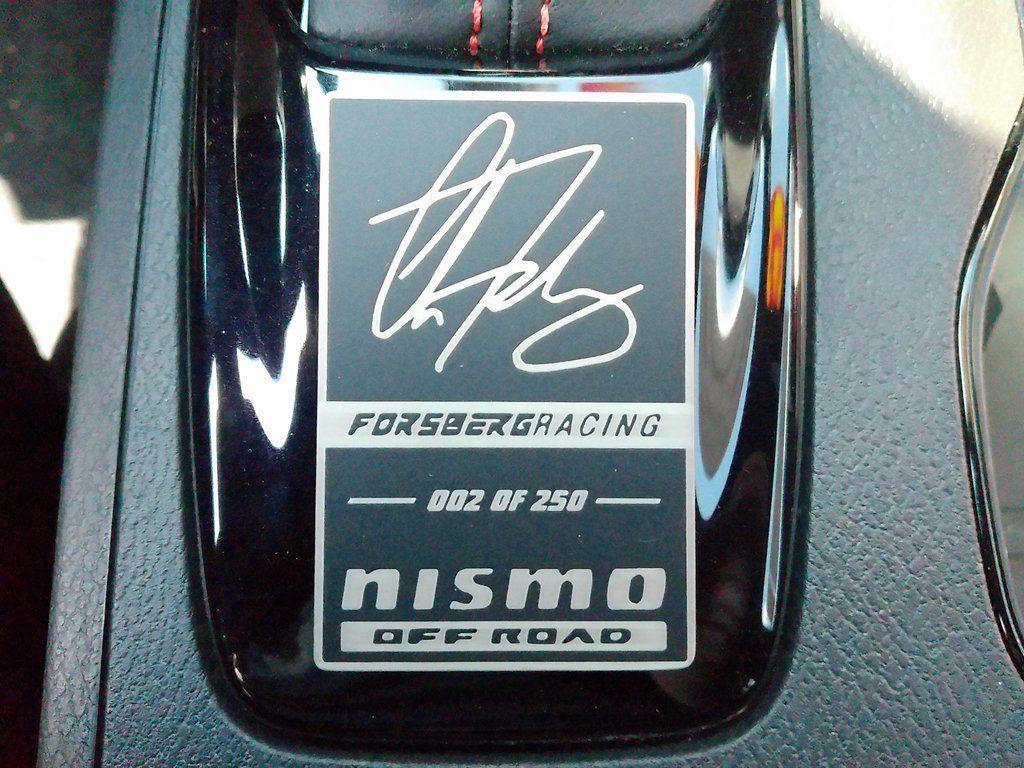 FORSBERGRACING
002 OF 250
nismo
OFF ROAD